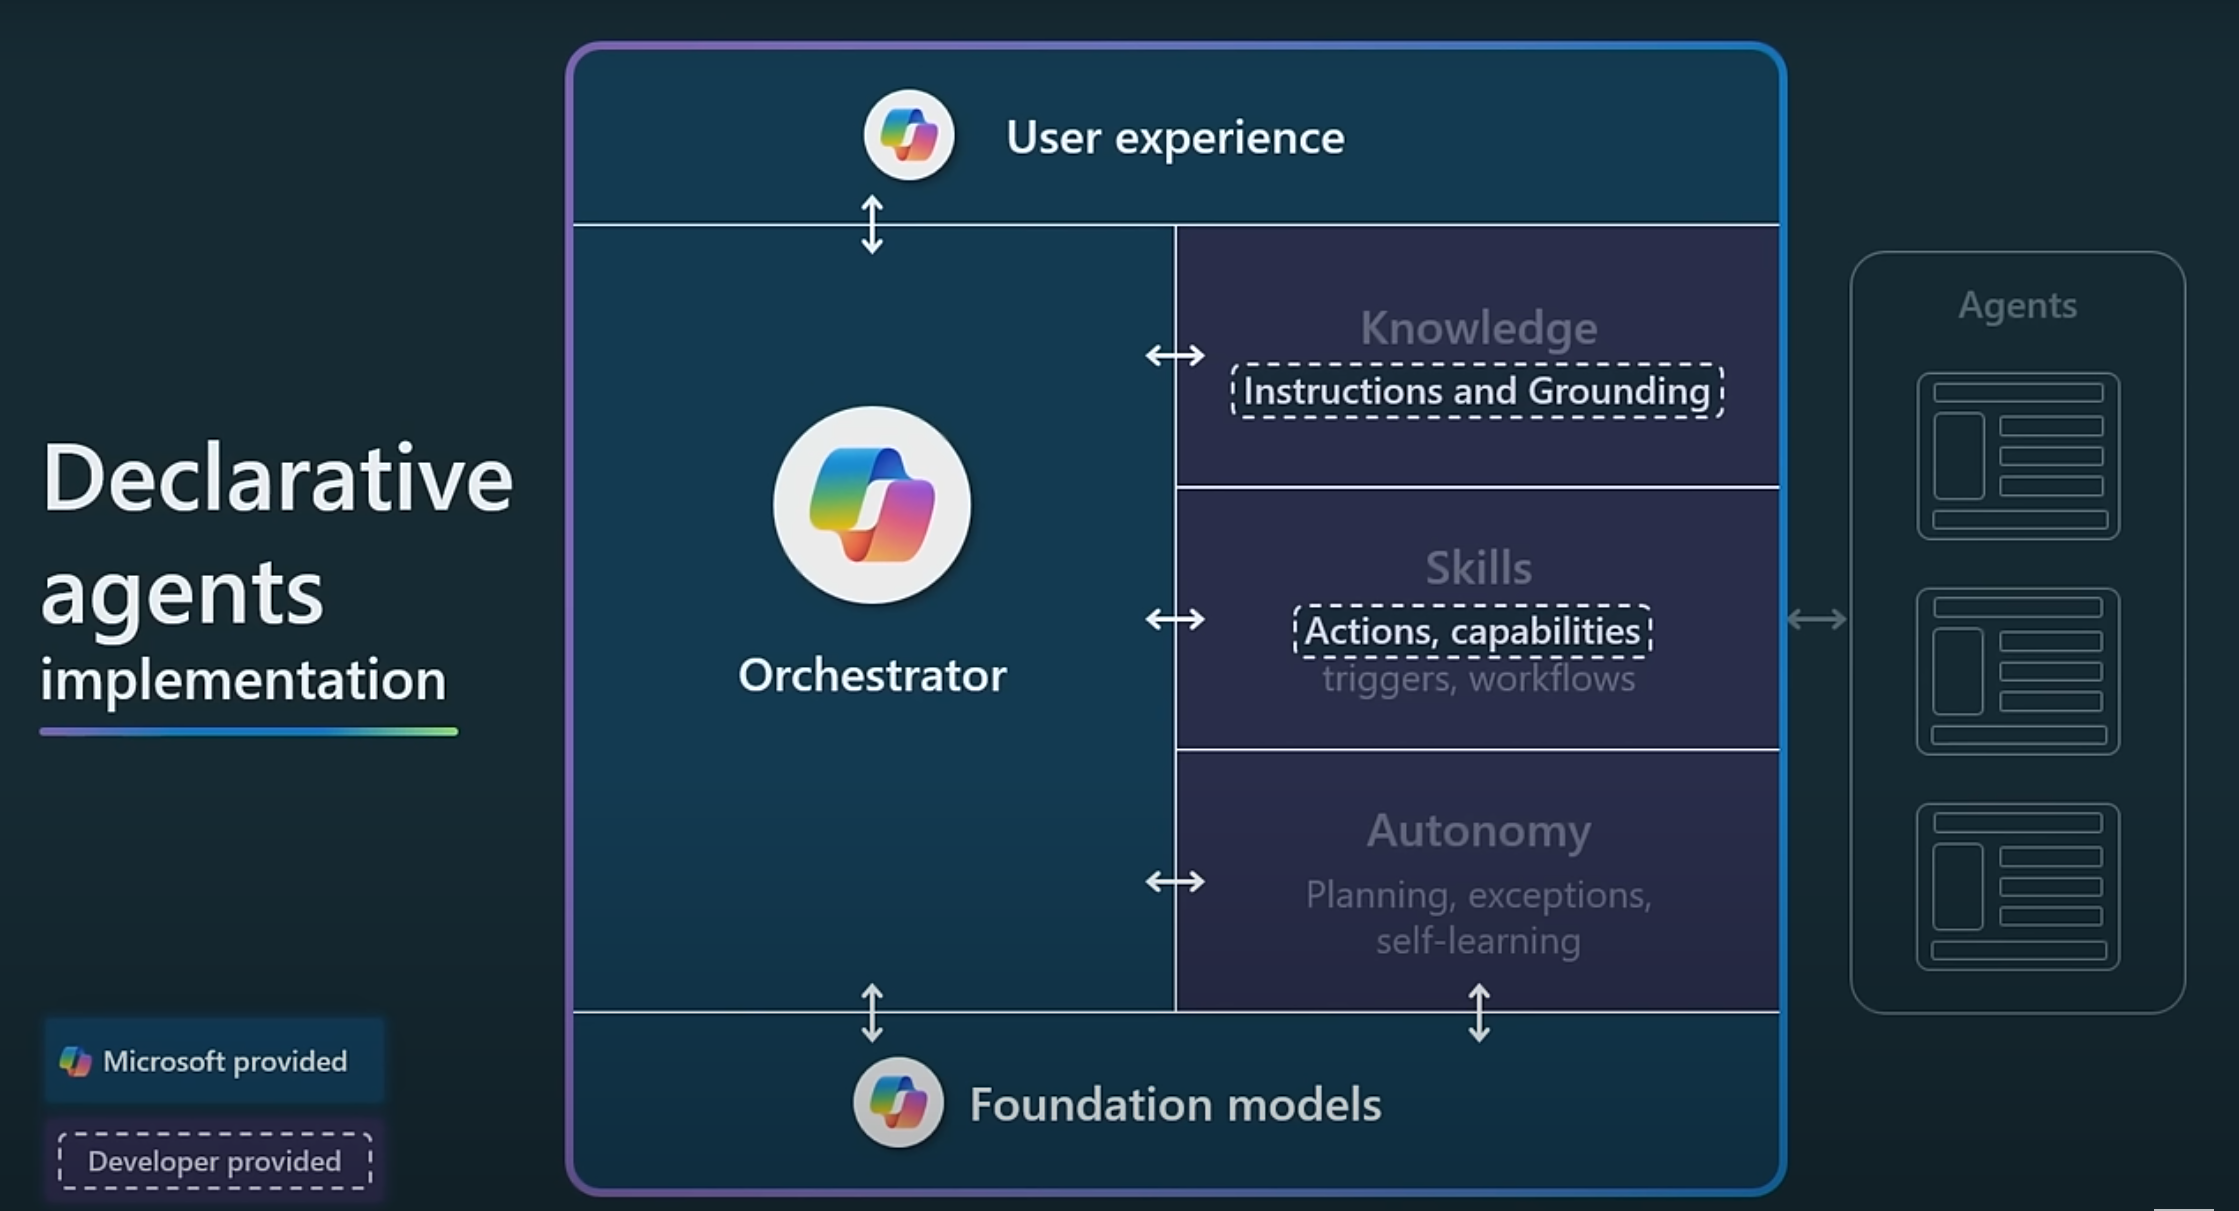 Declarative
agents
implementation
Microsoft provided
Developer provided
User experience
Orchestrator
Knowledge
Instructions and Grounding
Skills
Actions, capabilities
triggers, workflows
Autonomy
Planning, exceptions,
self-learning
Foundation models
Agents